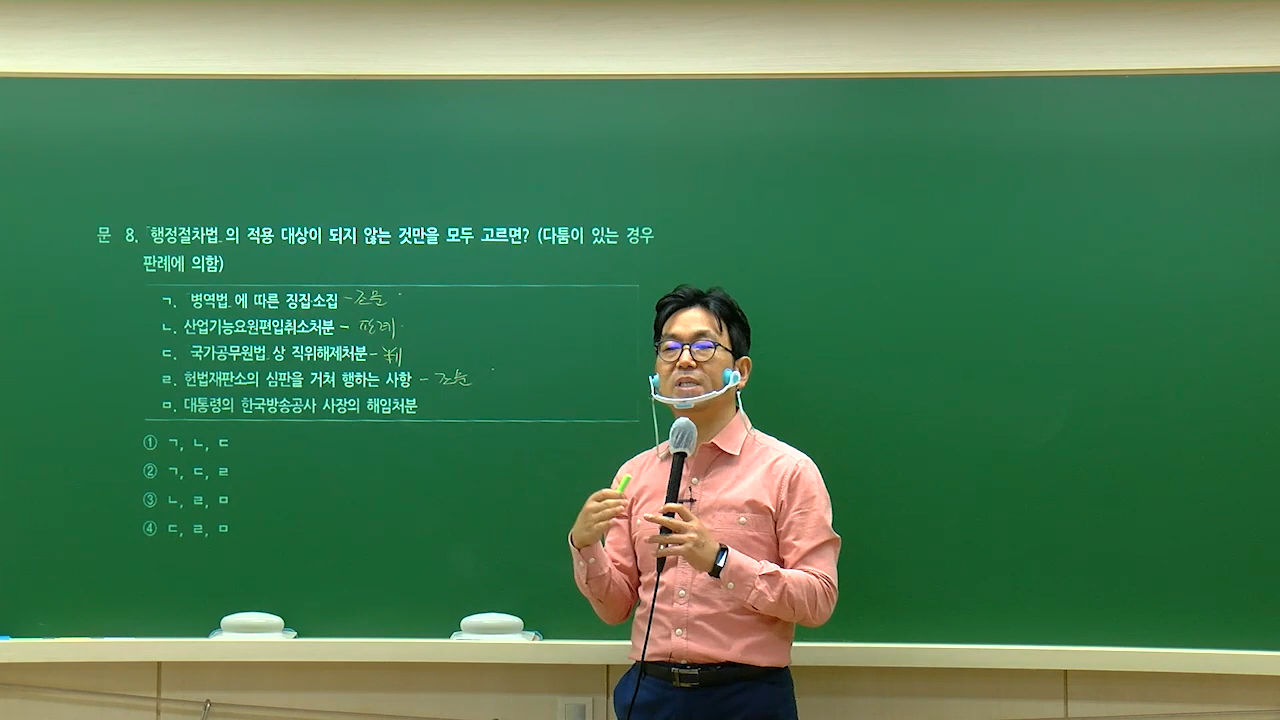 문 8. 「행정절차법」의 적용 대상이 되지 않는 것만을 모두 고르면? (다툼이 있는 경우
판례에 의함)
ㄱ. 「병역법」에 따른 징집·소집 - 조문
ㄴ. 산업기능요원편입취소처분 - 판례
ㄷ. 「국가공무원법」상 직위해제처분 -
ㄹ. 헌법재판소의 심판을 거쳐 행하는 사항 - 조문
ㅁ. 대통령의 한국방송공사 사장의 해임처분
① ㄱ, ㄴ, ㄷ
② ㄱ, ㄷ, ㄹ
③ ㄴ, ㄹ, ㅁ
④ ㄷ, ㄹ, ㅁ